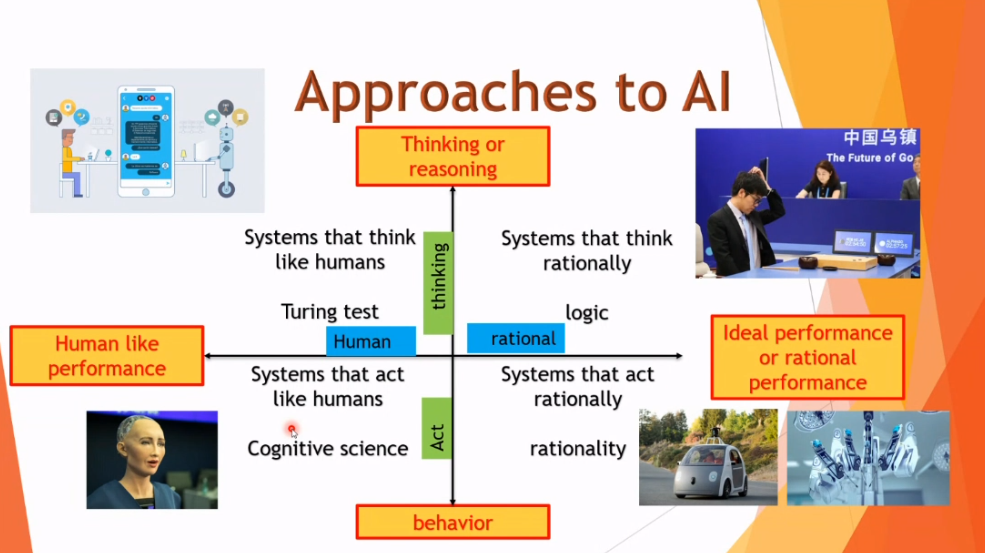 Approaches to AI
Thinking or
reasoning
中国乌镇
The Future of Go
Systems that think
like humans
thinking
Systems that think
rationally
Turing test
logic
Human
rational
Human like
performance
Ideal performance
or rational
performance
Systems that act
like humans
Act
Systems that act
rationally
Cognitive science
rationality
behavior